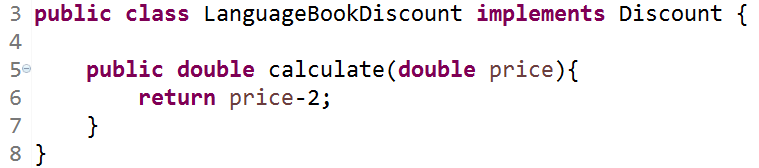 3 public class LanguageBookDiscount implements Discount {
4
5 public double calculate(double price){
6 return price-2;
7 }
8 }